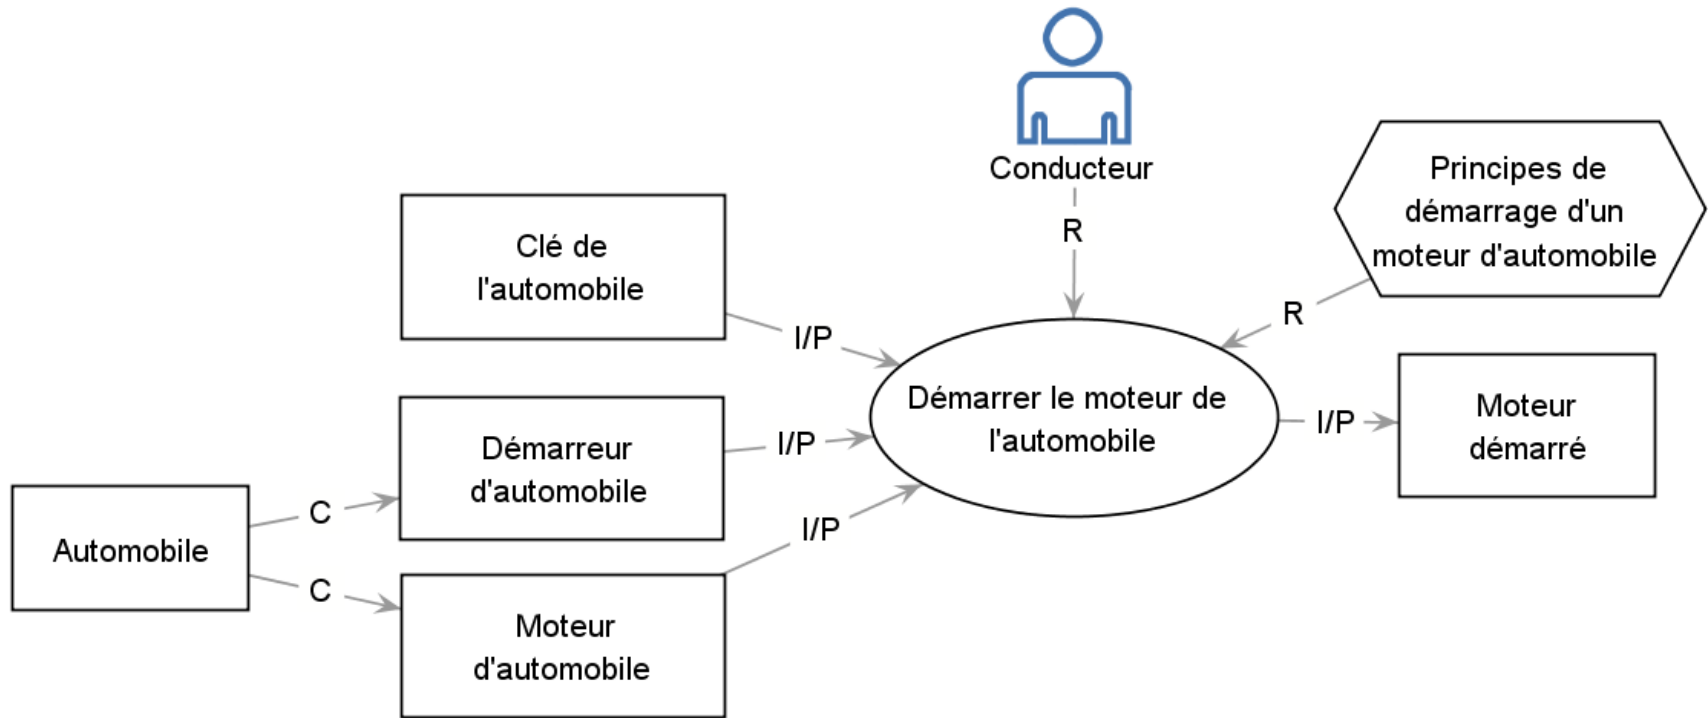 Conducteur
R
Principes de
démarrage d'un
moteur d'automobile
R
Clé de
l'automobile
I/P
Démarrer le moteur de
l'automobile
I/P
Moteur
démarré
Démarreur
d'automobile
I/P
Automobile
C
C
Moteur
d'automobile
I/P